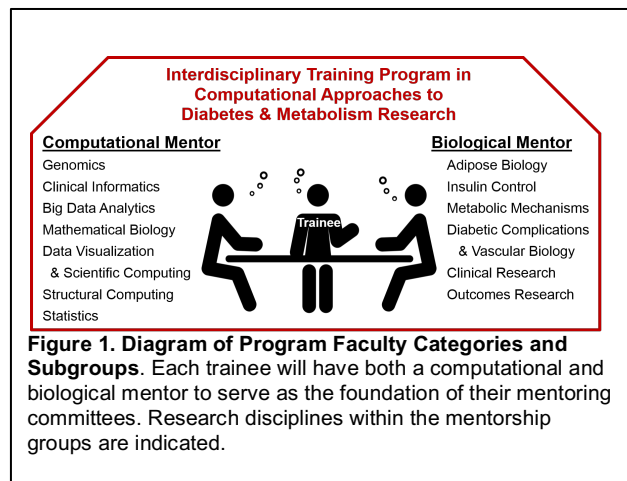 Interdisciplinary Training Program in
Computational Approaches to
Diabetes & Metabolism Research
Computational Mentor
Genomics
Clinical Informatics
Big Data Analytics
Mathematical Biology
Data Visualization
& Scientific Computing
Structural Computing
Statistics
Trainee
Biological Mentor
Adipose Biology
Insulin Control
Metabolic Mechanisms
Diabetic Complications
& Vascular Biology
Clinical Research
Outcomes Research
Figure 1. Diagram of Program Faculty Categories and
Subgroups. Each trainee will have both a computational and
biological mentor to serve as the foundation of their mentoring
committees. Research disciplines within the mentorship
groups are indicated.